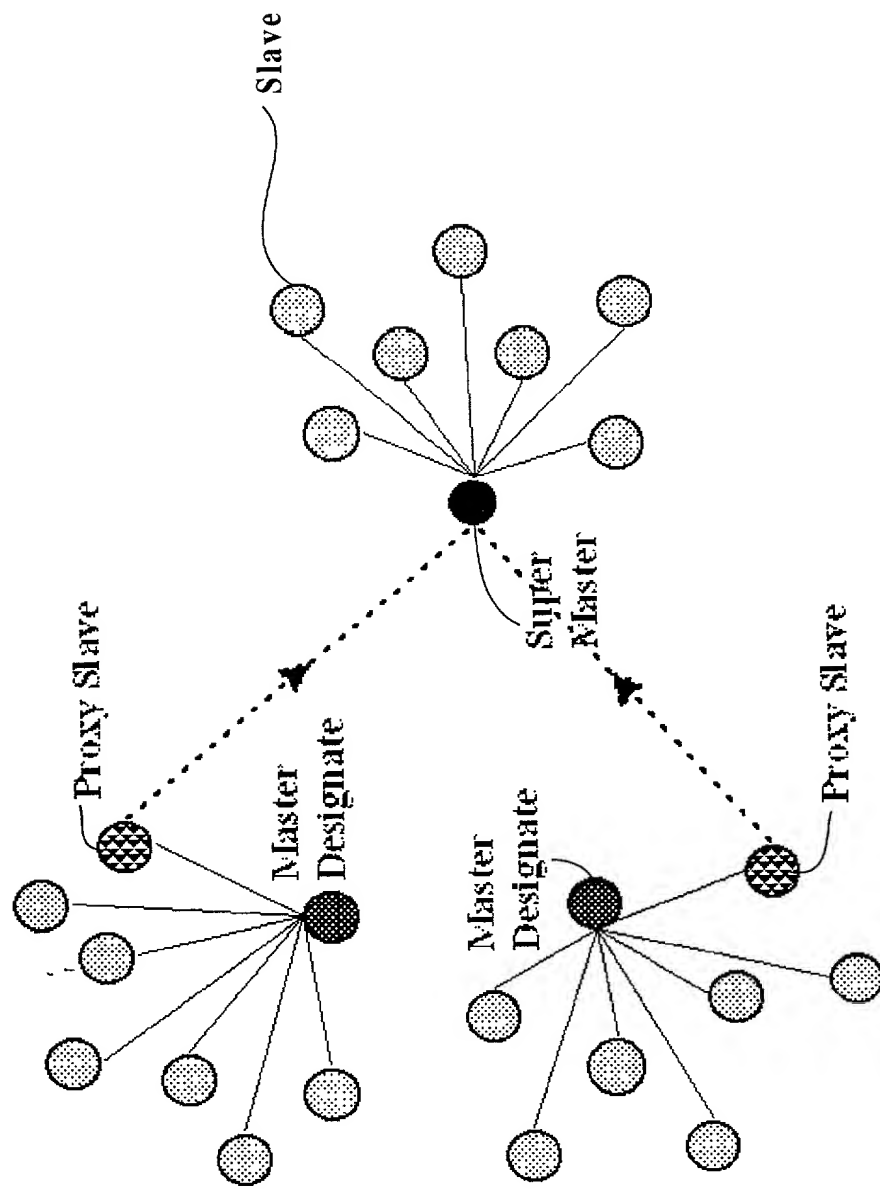 Slave
Proxy Slave
Master
Designate
Super
Master
Master
Designate
Proxy Slave